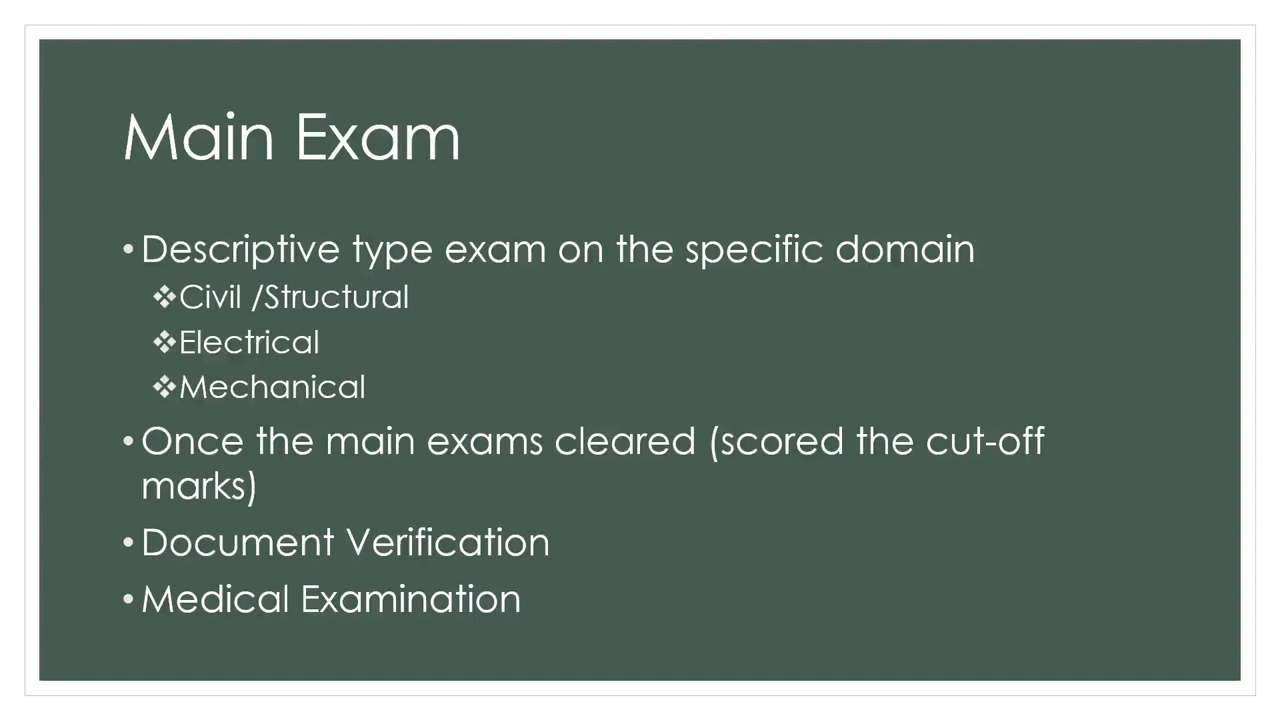 Main Exam
• Descriptive type exam on the specific domain
❖Civil /Structural
❖Electrical
❖Mechanical
• Once the main exams cleared (scored the cut-off
marks)
• Document Verification
• Medical Examination